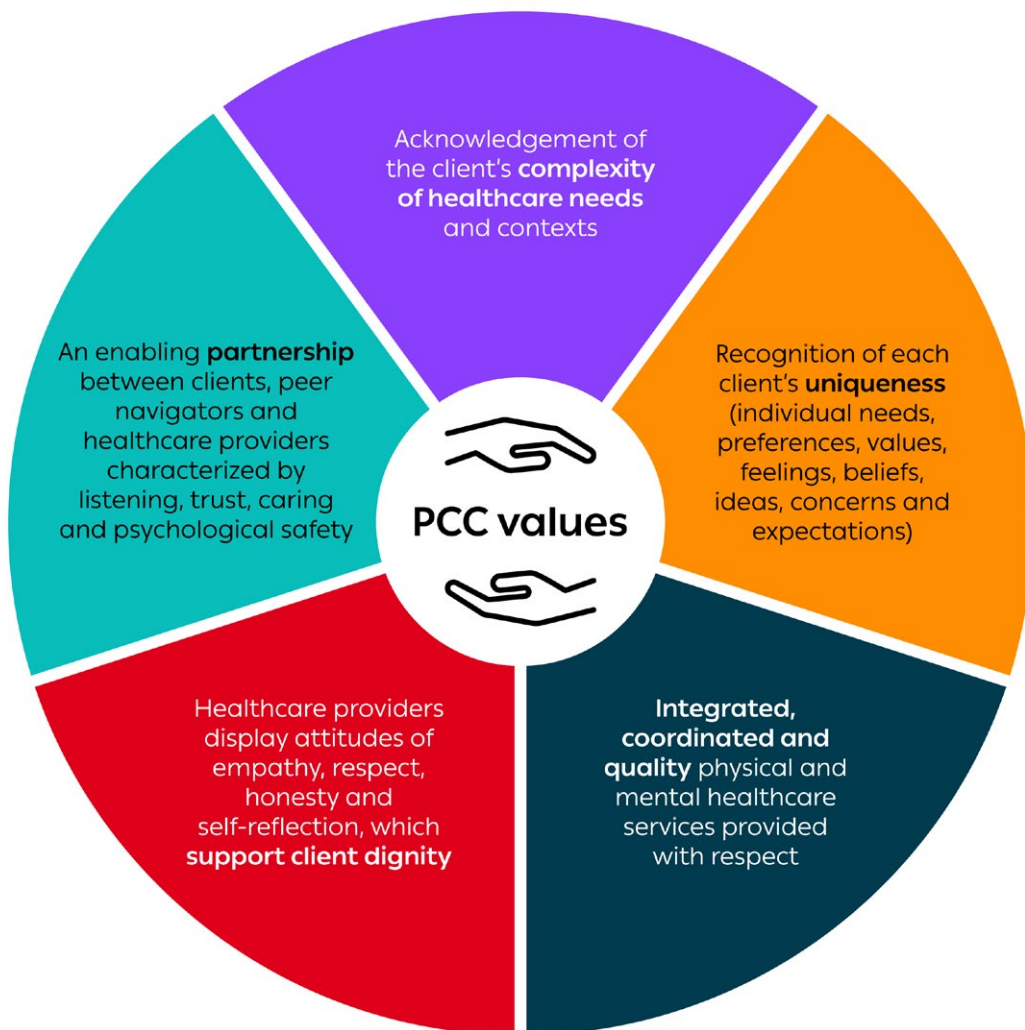 Acknowledgement of
the client's complexity
of healthcare needs
and contexts
An enabling partnership
between clients, peer
navigators and
healthcare providers
characterized by
listening, trust, caring
and psychological safety
Recognition of each
client's uniqueness
(individual needs,
preferences, values,
feelings, beliefs,
ideas, concerns and
expectations)
PCC values
Healthcare providers
display attitudes of
empathy, respect,
honesty and
self-reflection, which
support client dignity
Integrated,
coordinated and
quality physical and
mental healthcare
services provided
with respect